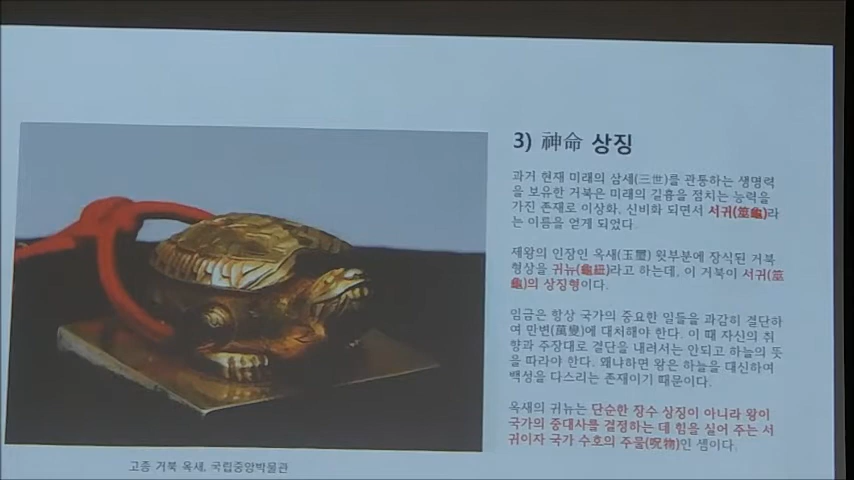 3) 神命 상징
과거 현재 미래의 삼세(三世)를 관통하는 생명력
을 보유한 거북은 미래의 길흉을 점치는 능력을
가진 존재로 이상화, 신비화 되면서 서귀(筮龜)라
는 이름을 얻게 되었다.
제왕의 인장인 옥새(玉璽) 윗부분에 장식된 거북
형상을 귀뉴(龜紐)라고 하는데, 이 거북이 서귀(筮
龜)의 상징형이다.
임금은 항상 국가의 중요한 일들을 과감히 결단하
여 만변(萬變)에 대처해야 한다. 이 때 자신의 취
향과 주장대로 결단을 내려서는 안되고 하늘의 뜻
을 따라야 한다. 왜냐하면 왕은 하늘을 대신하여
백성을 다스리는 존재이기 때문이다.
옥새의 귀뉴는 단순한 장수 상징이 아니라 왕이
국가의 중대사를 결정하는 데 힘을 실어 주는 서
귀이자 국가 수호의 주물(呪物)인 셈이다.
고종 거북 옥새, 국립중앙박물관